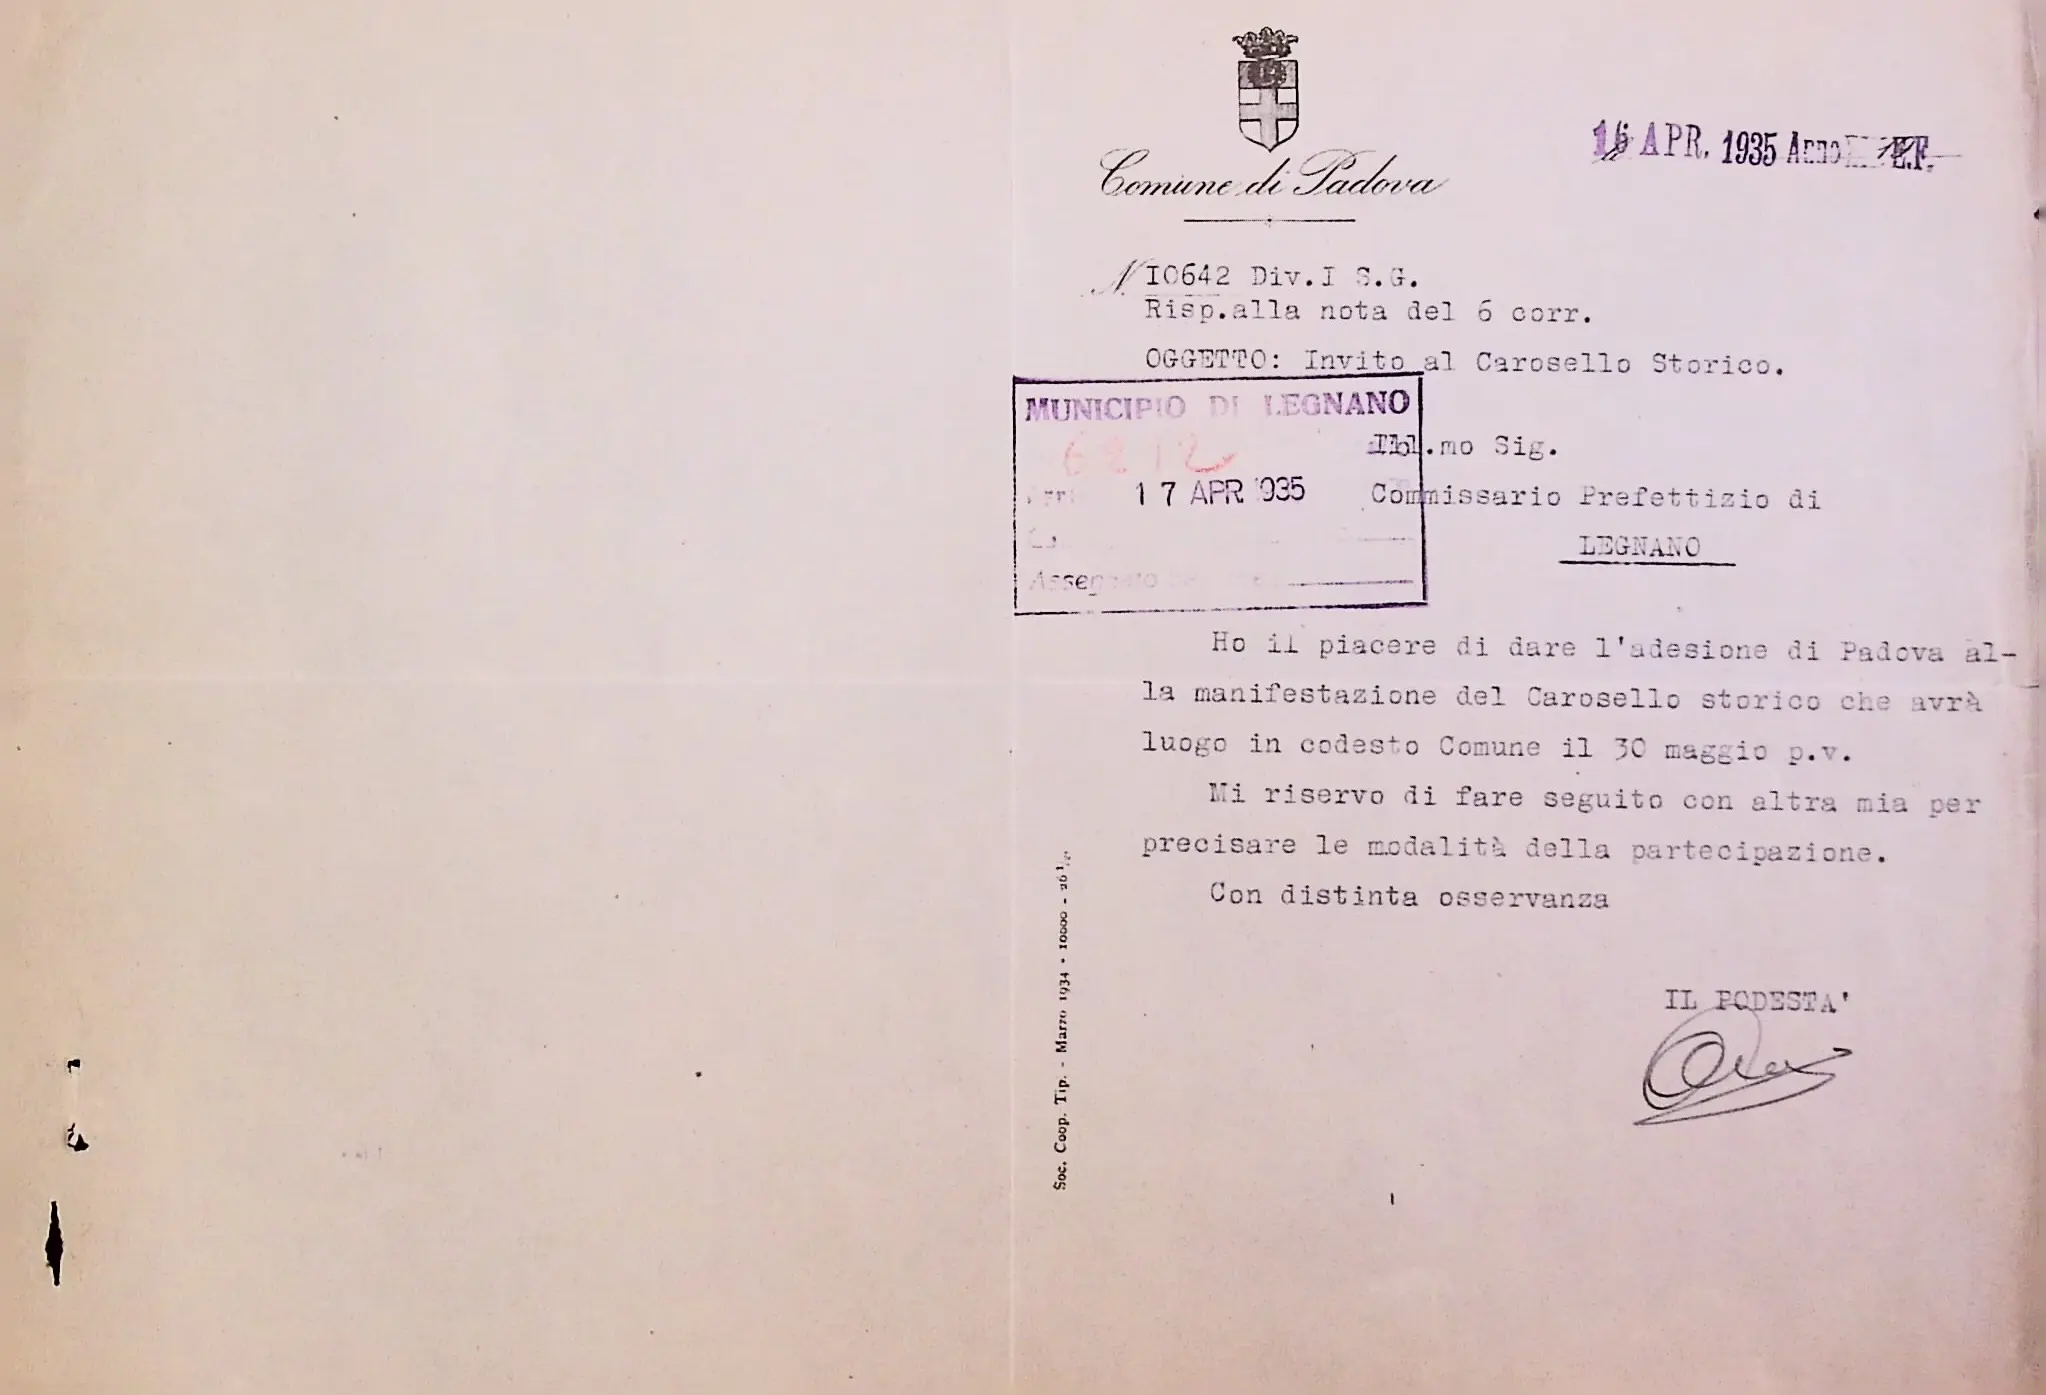 Comune di Padova
16 APR. 1935 Anno E.F.
N. 10642 Div.I S.G.
Risp.alla nota del 6 corr.
OGGETTO: Invito al Carosello Storico.
MUNICIPIO DI LEGNANO
6212
17 APR 1935
Ill.mo Sig.
Commissario Prefettizio di
LEGNANO
Ho il piacere di dare l'adesione di Padova al-
la manifestazione del Carosello storico che avrà
luogo in codesto Comune il 30 maggio p.v.
Mi riservo di fare seguito con altra mia per
precisare le modalità della partecipazione.
Con distinta osservanza
IL PODESTA'
Soc. Coop. Tip. - Marzo 1934 - 10000 - 26 1/2.